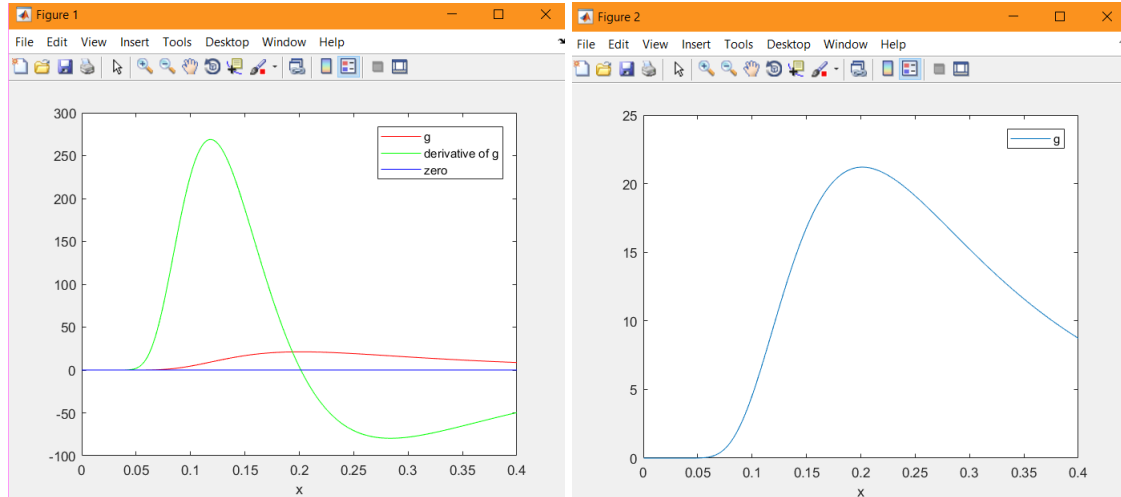 Figure 1
File Edit View Insert Tools Desktop Window Help
300
250
200
150
100
50
0
-50
-100
0 0.05 0.1 0.15 0.2 0.25 0.3 0.35 0.4
x
g
derivative of g
zero
Figure 2
File Edit View Insert Tools Desktop Window Help
25
20
15
10
5
0
0 0.05 0.1 0.15 0.2 0.25 0.3 0.35 0.4
x
g